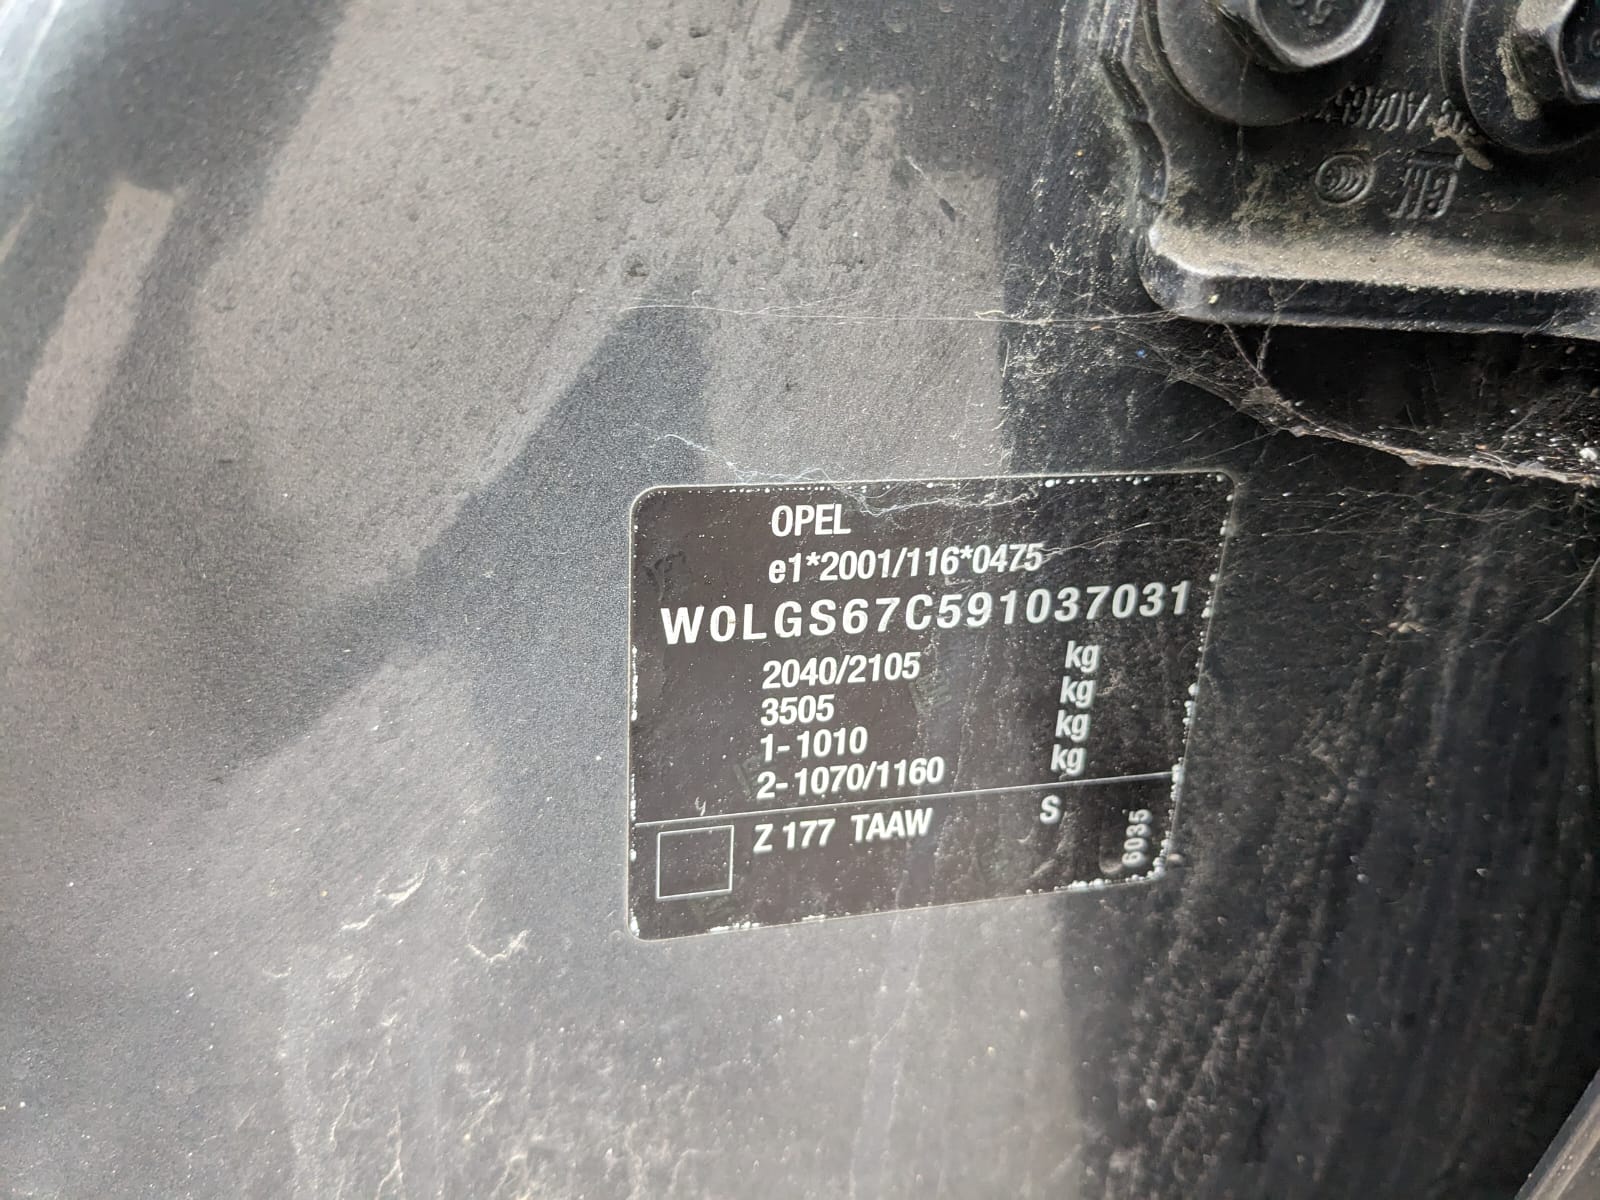 GM
OPEL
e1*2001/116*0475
W0LGS67C591037031
2040/2105 kg
3505 kg
1-1010 kg
2-1070/1160 kg
Z 177 TAAW S
6035